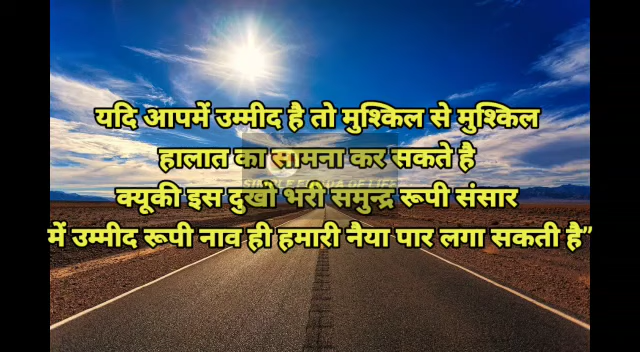 यदि आपमें उम्मीद है तो मुश्किल से मुश्किल
हालात का सामना कर सकते है
क्यूकी इस दुखों भरी समुन्द्र रूपी संसार
में उम्मीद रूपी नाव ही हमारी नैया पार लगा सकती है”